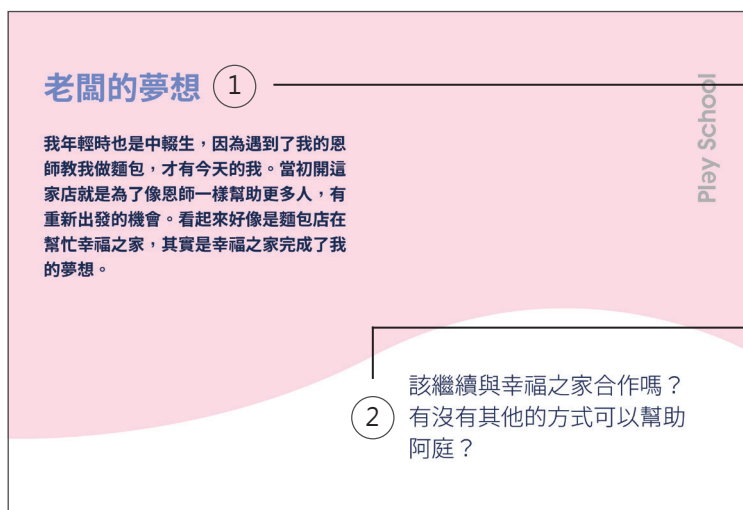 老闆的夢想 1
我年輕時也是中輟生，因為遇到了我的恩
師教我做麵包，才有今天的我。當初開這
家店就是為了像恩師一樣幫助更多人，有
重新出發的機會。看起來好像是麵包店在
幫忙幸福之家，其實是幸福之家完成了我
的夢想。
Play School
2
該繼續與幸福之家合作嗎？
有沒有其他的方式可以幫助
阿庭？